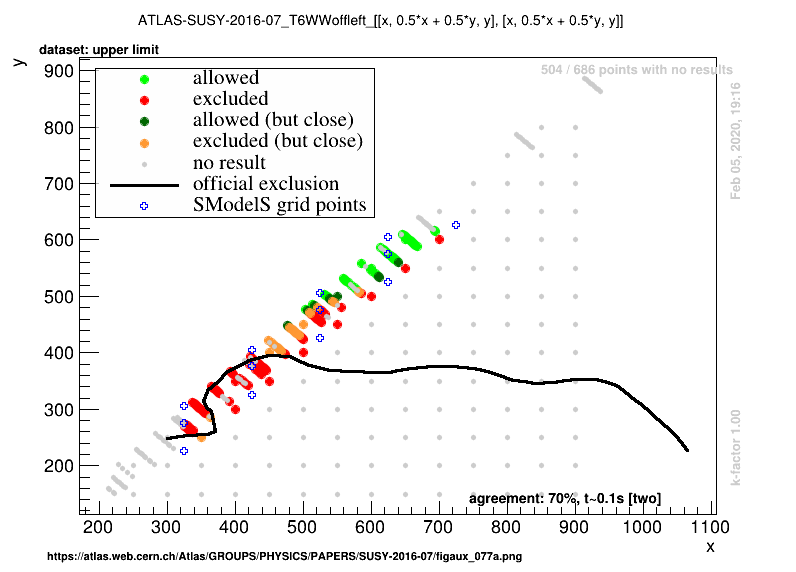 ATLAS-SUSY-2016-07_T6WWoffleft_[[x, 0.5*x + 0.5*y, y], [x, 0.5*x + 0.5*y, y]]
dataset: upper limit
y
504 / 686 points with no results
allowed
excluded
allowed (but close)
excluded (but close)
no result
official exclusion
SModelS grid points
900
800
700
600
500
400
300
200
Feb 05, 2020, 19:16
k-factor 1.00
agreement: 70%, t~0.1s [two]
200 300 400 500 600 700 800 900 1000 1100
x
https://atlas.web.cern.ch/Atlas/GROUPS/PHYSICS/PAPERS/SUSY-2016-07/figaux_077a.png